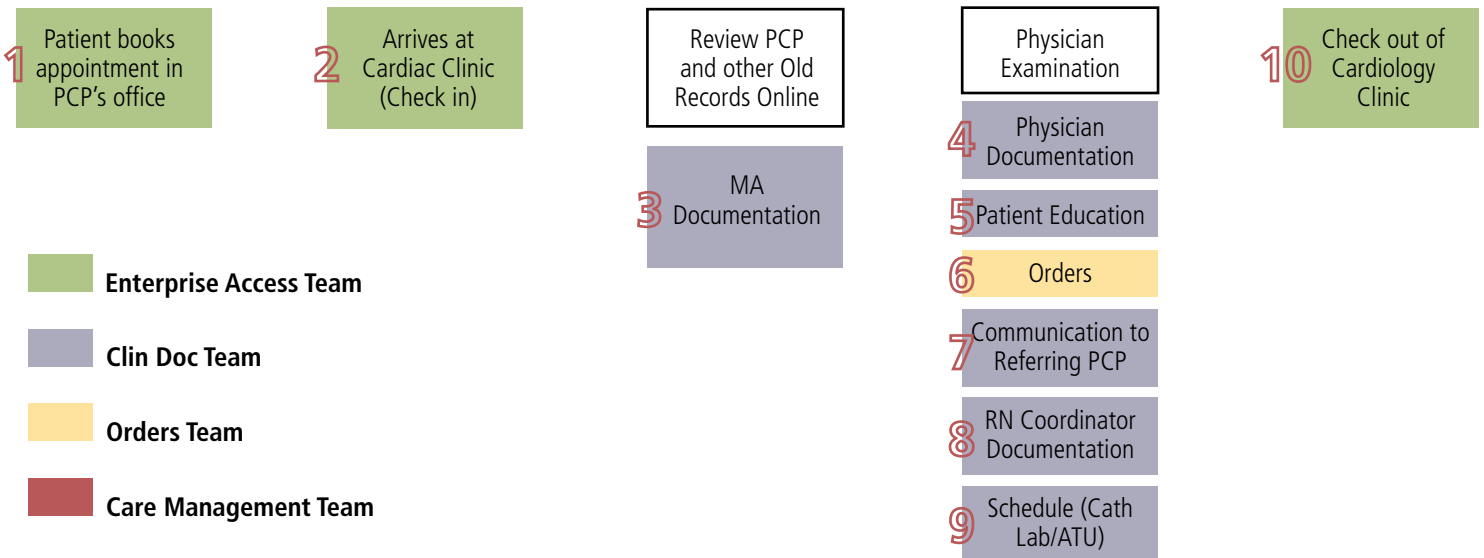 1
Patient books
appointment in
PCP's office
2
Arrives at
Cardiac Clinic
(Check in)
Review PCP
and other Old
Records Online
3
MA
Documentation
Physician
Examination
4
Physician
Documentation
5
Patient Education
6
Orders
7
Communication to
Referring PCP
8
RN Coordinator
Documentation
9
Schedule (Cath
Lab/ATU)
10
Check out of
Cardiology
Clinic
Enterprise Access Team
Clin Doc Team
Orders Team
Care Management Team